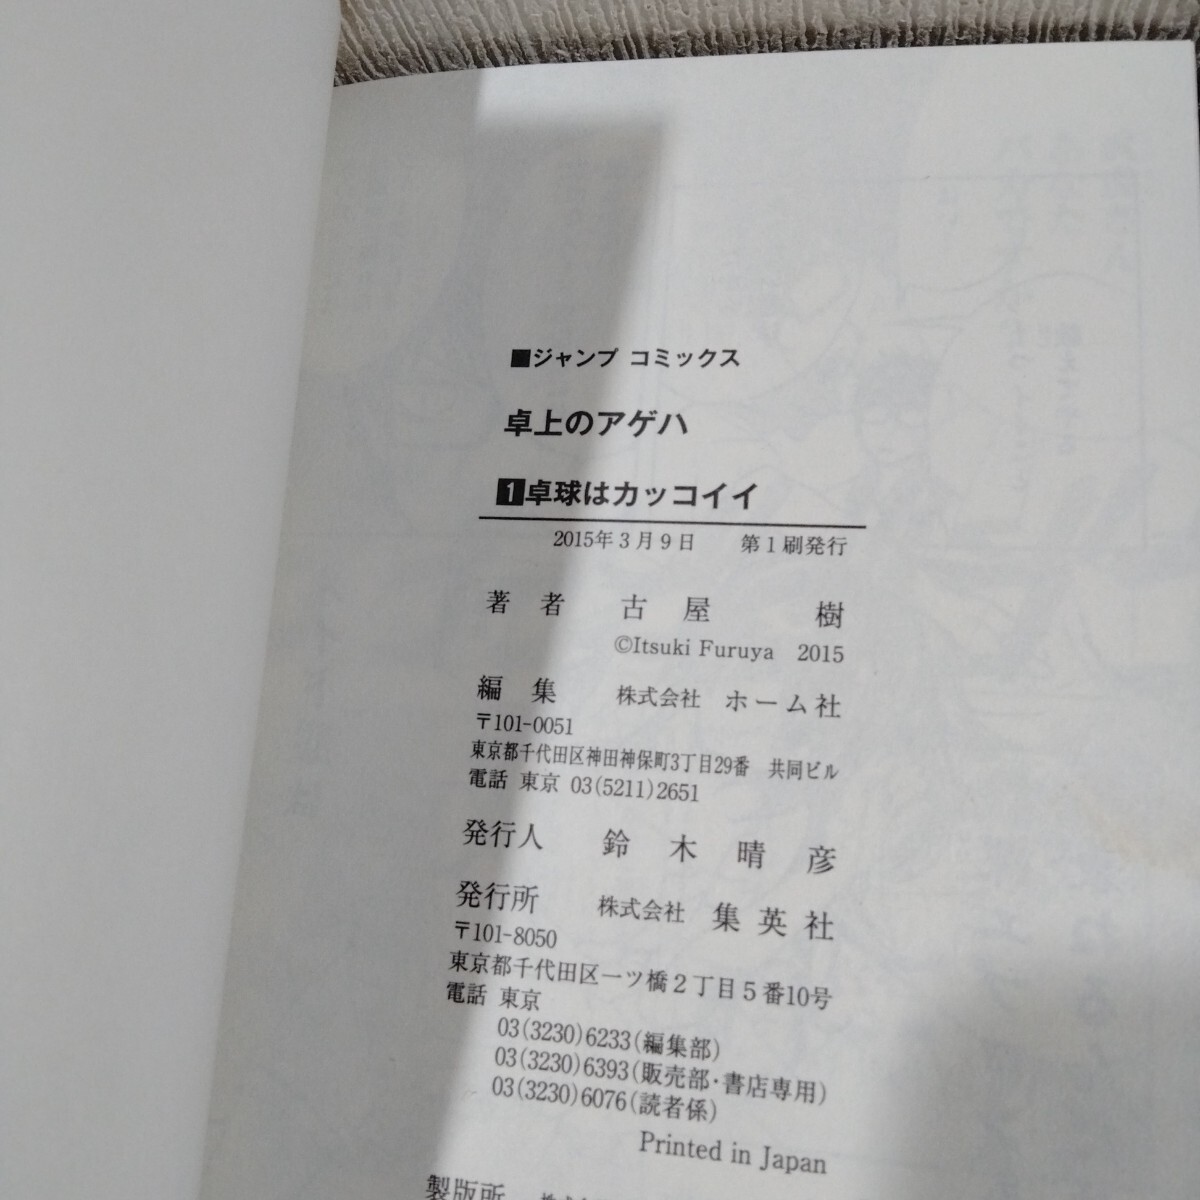 ■ジャンプ コミックス
卓上のアゲハ
1卓球はカッコイイ
2015年3月9日 第1刷発行
著者 古屋 樹
©Itsuki Furuya 2015
編集 株式会社 ホーム社
〒101-0051
東京都千代田区神田神保町3丁目29番 共同ビル
電話 東京 03(5211)2651
発行人 鈴木晴彦
発行所 株式会社 集英社
〒101-8050
東京都千代田区一ツ橋2丁目5番10号
電話 東京
03(3230)6233(編集部)
03(3230)6393(販売部・書店専用)
03(3230)6076(読者係)
Printed in Japan
製版所 株式